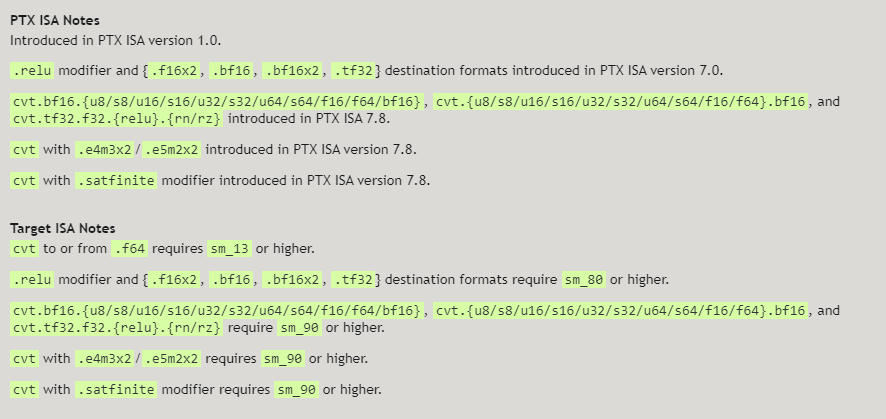 PTX ISA Notes
Introduced in PTX ISA version 1.0.
.relu modifier and {.f16x2, .bf16, .bf16x2, .tf32} destination formats introduced in PTX ISA version 7.0.
cvt.bf16.{u8/s8/u16/s16/u32/s32/u64/s64/f16/f64/bf16}, cvt.{u8/s8/u16/s16/u32/s32/u64/s64/f16/f64}.bf16, and
cvt.tf32.f32.{relu}.{rn/rz} introduced in PTX ISA 7.8.
cvt with .e4m3x2/.e5m2x2 introduced in PTX ISA version 7.8.
cvt with .satfinite modifier introduced in PTX ISA version 7.8.
Target ISA Notes
cvt to or from .f64 requires sm_13 or higher.
.relu modifier and {.f16x2, .bf16, .bf16x2, .tf32} destination formats require sm_80 or higher.
cvt.bf16.{u8/s8/u16/s16/u32/s32/u64/s64/f16/f64/bf16}, cvt.{u8/s8/u16/s16/u32/s32/u64/s64/f16/f64}.bf16, and
cvt.tf32.f32.{relu}.{rn/rz} require sm_90 or higher.
cvt with .e4m3x2/.e5m2x2 requires sm_90 or higher.
cvt with .satfinite modifier requires sm_90 or higher.